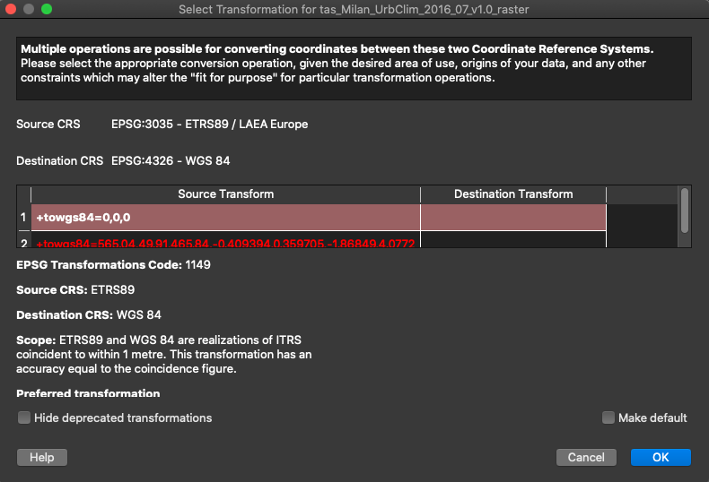 Select Transformation for tas_Milan_UrbClim_2016_07_v1.0_raster
Multiple operations are possible for converting coordinates between these two Coordinate Reference Systems.
Please select the appropriate conversion operation, given the desired area of use, origins of your data, and any other
constraints which may alter the "fit for purpose" for particular transformation operations.
Source CRS EPSG:3035 - ETRS89 / LAEA Europe
Destination CRS EPSG:4326 - WGS 84
Source Transform Destination Transform
1 +towgs84=0,0,0
2 +towgs84=565.04,49.91,465.84,-0.409394,0.359705,-1.86849,4.0772
EPSG Transformations Code: 1149
Source CRS: ETRS89
Destination CRS: WGS 84
Scope: ETRS89 and WGS 84 are realizations of ITRS
coincident to within 1 metre. This transformation has an
accuracy equal to the coincidence figure.
Preferred transformation
Hide deprecated transformations Make default
Help Cancel OK